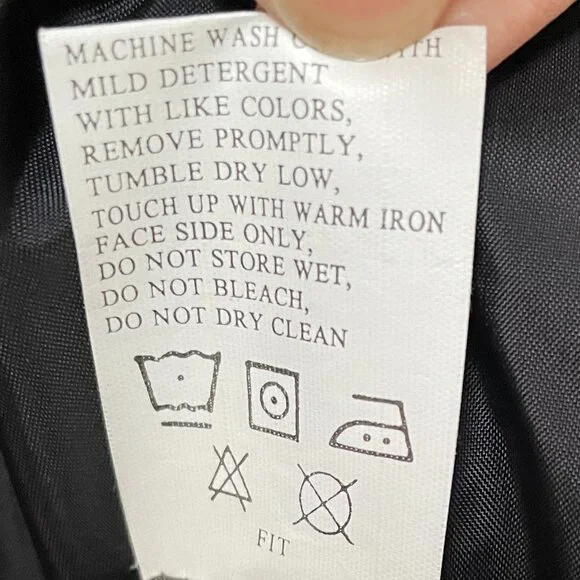 MACHINE WASH
MILD DETERGENT
WITH LIKE COLORS,
REMOVE PROMPTLY,
TUMBLE DRY LOW,
TOUCH UP WITH WARM IRON
FACE SIDE ONLY,
DO NOT STORE WET,
DO NOT BLEACH,
DO NOT DRY CLEAN
FIT